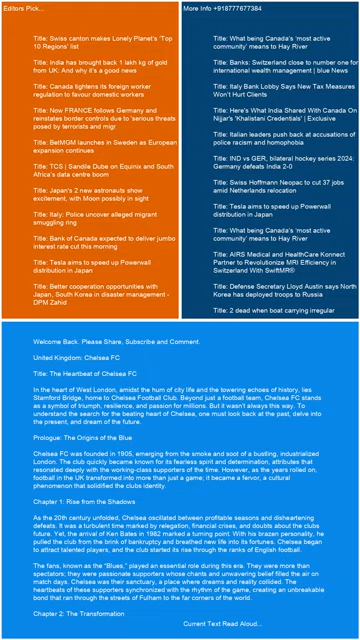 Editors Pick...
Title: Swiss canton makes Lonely Planet's 'Top
10 Regions' list
Title: India has brought back 1 lakh kg of gold
from UK: And why it's a good news
Title: Canada tightens its foreign worker
regulation to favour domestic workers
Title: Now FRANCE follows Germany and
reinstates border controls due to 'serious threats
posed by terrorists and migr
Title: BetMGM launches in Sweden as European
expansion continues
Title: TCS | Sandile Dube on Equinix and South
Africa's data centre boom
Title: Japan's 2 new astronauts show
excitement, with Moon possibly in sight
Title: Italy: Police uncover alleged migrant
smuggling ring
Title: Bank of Canada expected to deliver jumbo
interest rate cut this morning
Title: Tesla aims to speed up Powerwall
distribution in Japan
Title: Better cooperation opportunities with
Japan, South Korea in disaster management -
DPM Zahid
More Info +918777677384
Title: What being Canada's 'most active
community' means to Hay River
Title: Banks: Switzerland close to number one for
international wealth management | blue News
Title: Italy Bank Lobby Says New Tax Measures
Won't Hurt Clients
Title: Here's What India Shared With Canada On
Nijjar's 'Khalistani Credentials' | Exclusive
Title: Italian leaders push back at accusations of
police racism and homophobia
Title: IND vs GER, bilateral hockey series 2024:
Germany defeats India 2-0
Title: Swiss Hoffmann Neopac to cut 37 jobs
amid Netherlands relocation
Title: Tesla aims to speed up Powerwall
distribution in Japan
Title: What being Canada's 'most active
community' means to Hay River
Title: AIRS Medical and HealthCare Konnect
Partner to Revolutionize MRI Efficiency in
Switzerland With SwiftMR®
Title: Defense Secretary Lloyd Austin says North
Korea has deployed troops to Russia
Title: 2 dead when boat carrying irregular
Welcome Back. Please Share, Subscribe and Comment.
United Kingdom: Chelsea FC
Title: The Heartbeat of Chelsea FC
In the heart of West London, amidst the hum of city life and the towering echoes of history, lies
Stamford Bridge, home to Chelsea Football Club. Beyond just a football team, Chelsea FC stands
as a symbol of triumph, resilience, and passion for millions. But it wasn't always this way. To
understand the search for the beating heart of Chelsea, one must look back at the past, delve into
the present, and dream of the future.
Prologue: The Origins of the Blue
Chelsea FC was founded in 1905, emerging from the smoke and soot of a bustling, industrialized
London. The club quickly became known for its fearless spirit and determination, attributes that
resonated deeply with the working-class supporters of the time. However, as the years rolled on,
football in the UK transformed into more than just a game; it became a fervor, a cultural
phenomenon that solidified the clubs identity.
Chapter 1: Rise from the Shadows
As the 20th century unfolded, Chelsea oscillated between profitable seasons and disheartening
defeats. It was a turbulent time marked by relegation, financial crises, and doubts about the clubs
future. Yet, the arrival of Ken Bates in 1982 marked a turning point. With his brazen personality, he
pulled the club from the brink of bankruptcy and breathed new life into its fortunes. Chelsea began
to attract talented players, and the club started its rise through the ranks of English football.
The fans, known as the "Blues," played an essential role during this era. They were more than
spectators; they were passionate supporters whose chants and unwavering belief filled the air on
match days. Chelsea was their sanctuary, a place where dreams and reality collided. The
heartbeats of these supporters synchronized with the rhythm of the game, creating an unbreakable
bond that ran through the streets of Fulham to the far corners of the world.
Chapter 2: The Transformation
Current Text Read Aloud...